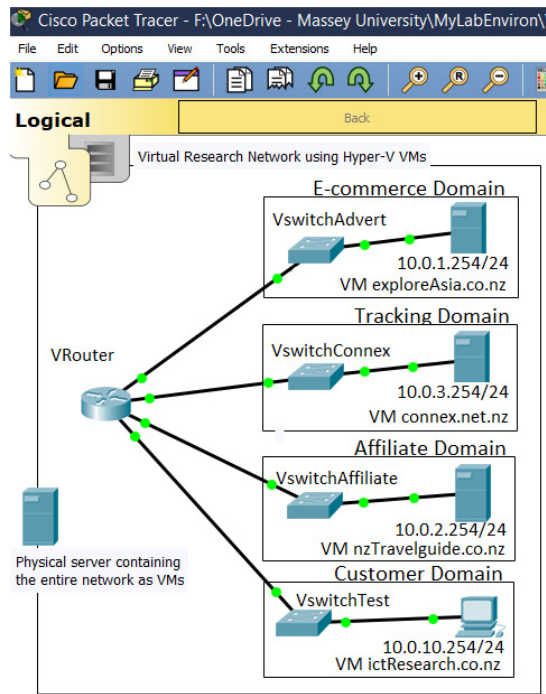 Cisco Packet Tracer - F:\OneDrive - Massey University\MyLabEnviron\
File Edit Options View Tools Extensions Help
Logical
Back
Virtual Research Network using Hyper-V VMs
E-commerce Domain
VswitchAdvert
10.0.1.254/24
VM exploreAsia.co.nz
Tracking Domain
VRouter
VswitchConnex
10.0.3.254/24
VM connex.net.nz
Affiliate Domain
VswitchAffiliate
10.0.2.254/24
VM nzTravelguide.co.nz
Physical server containing
the entire network as VMs
Customer Domain
VswitchTest
10.0.10.254/24
VM ictResearch.co.nz